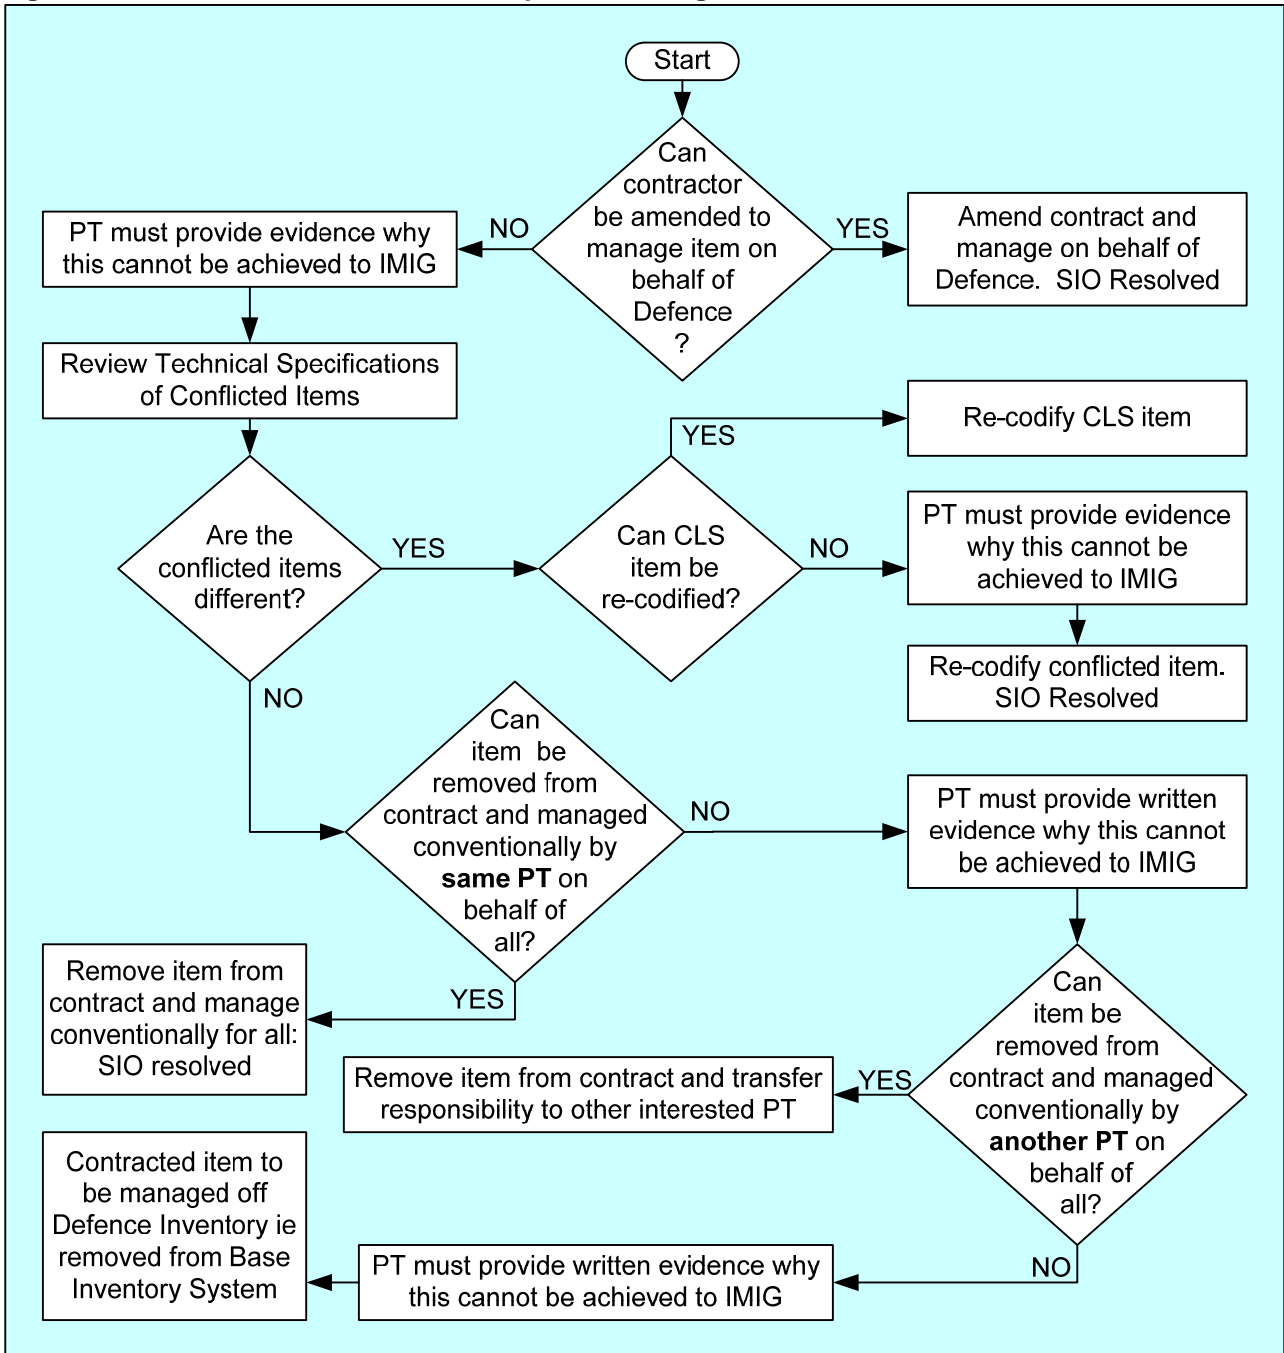 Start
Can
contractor
be amended to
manage item on
behalf of
Defence
?
NO
YES
PT must provide evidence why
this cannot be achieved to IMIG
Amend contract and
manage on behalf of
Defence.  SIO Resolved
Review Technical Specifications
of Conflicted Items
Re-codify CLS item
YES
Are the
conflicted items
different?
YES
Can CLS
item be
re-codified?
NO
PT must provide evidence
why this cannot be
achieved to IMIG
Re-codify conflicted item.
SIO Resolved
NO
Can
item  be
removed from
contract and managed
conventionally by
same PT on
behalf of
all?
NO
PT must provide written
evidence why this cannot
be achieved to IMIG
YES
Remove item from
contract and manage
conventionally for all:
SIO resolved
Can
item be
removed from
contract and managed
conventionally by
another PT on
behalf of
all?
YES
Remove item from contract and transfer
responsibility to other interested PT
NO
PT must provide written evidence why
this cannot be achieved to IMIG
Contracted item to
be managed off
Defence Inventory ie
removed from Base
Inventory System